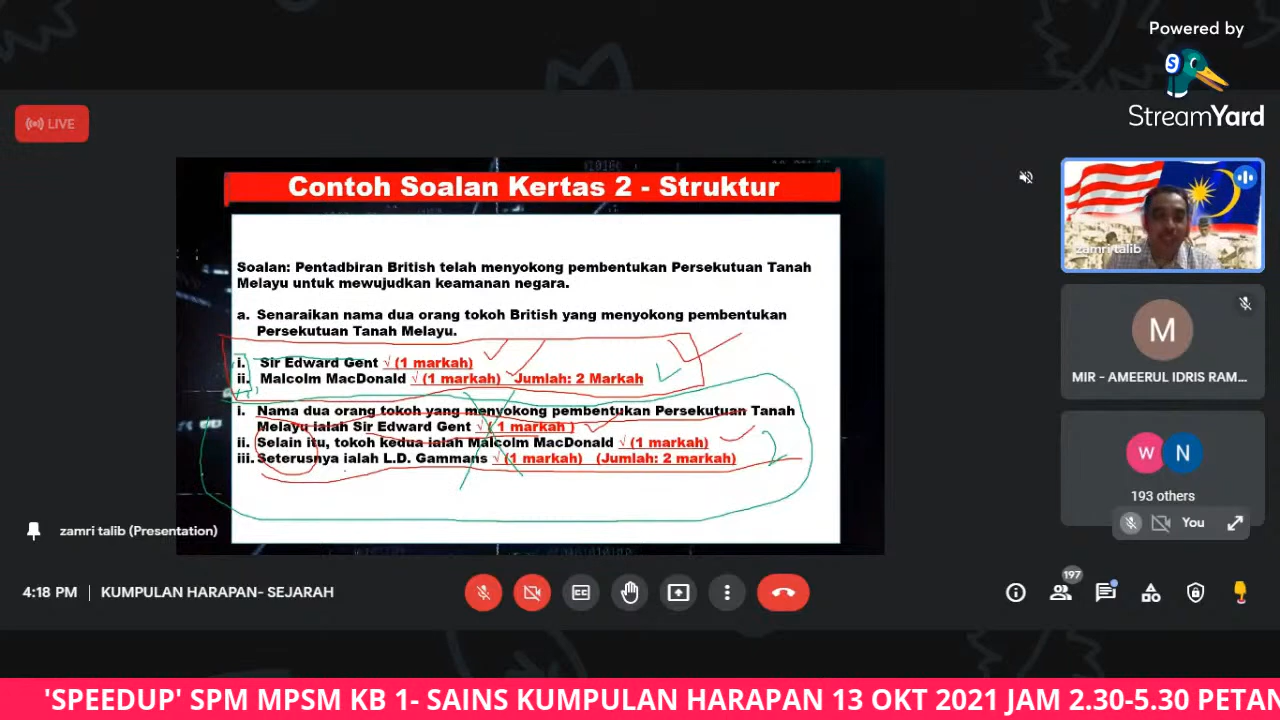 Powered by
StreamYard
LIVE
Contoh Soalan Kertas 2 - Struktur
Soalan: Pentadbiran British telah menyokong pembentukan Persekutuan Tanah
Melayu untuk mewujudkan keamanan negara.
a. Senaraikan nama dua orang tokoh British yang menyokong pembentukan
Persekutuan Tanah Melayu.
i. Sir Edward Gent √ (1 markah)
ii. Malcolm MacDonald √ (1 markah) Jumlah: 2 Markah
i. Nama dua orang tokoh yang menyokong pembentukan Persekutuan Tanah
Melayu ialah Sir Edward Gent √ (1 markah )
ii. Selain itu, tokoh kedua ialah Malcolm MacDonald √ (1 markah)
iii. Seterusnya ialah L.D. Gammans √ (1 markah) (Jumlah: 2 markah)
2
zamri talib
M
MIR - AMEERUL IDRIS RAM...
W N
193 others
You
zamri talib (Presentation)
4:18 PM | KUMPULAN HARAPAN- SEJARAH
197
'SPEEDUP' SPM MPSM KB 1- SAINS KUMPULAN HARAPAN 13 OKT 2021 JAM 2.30-5.30 PETAN